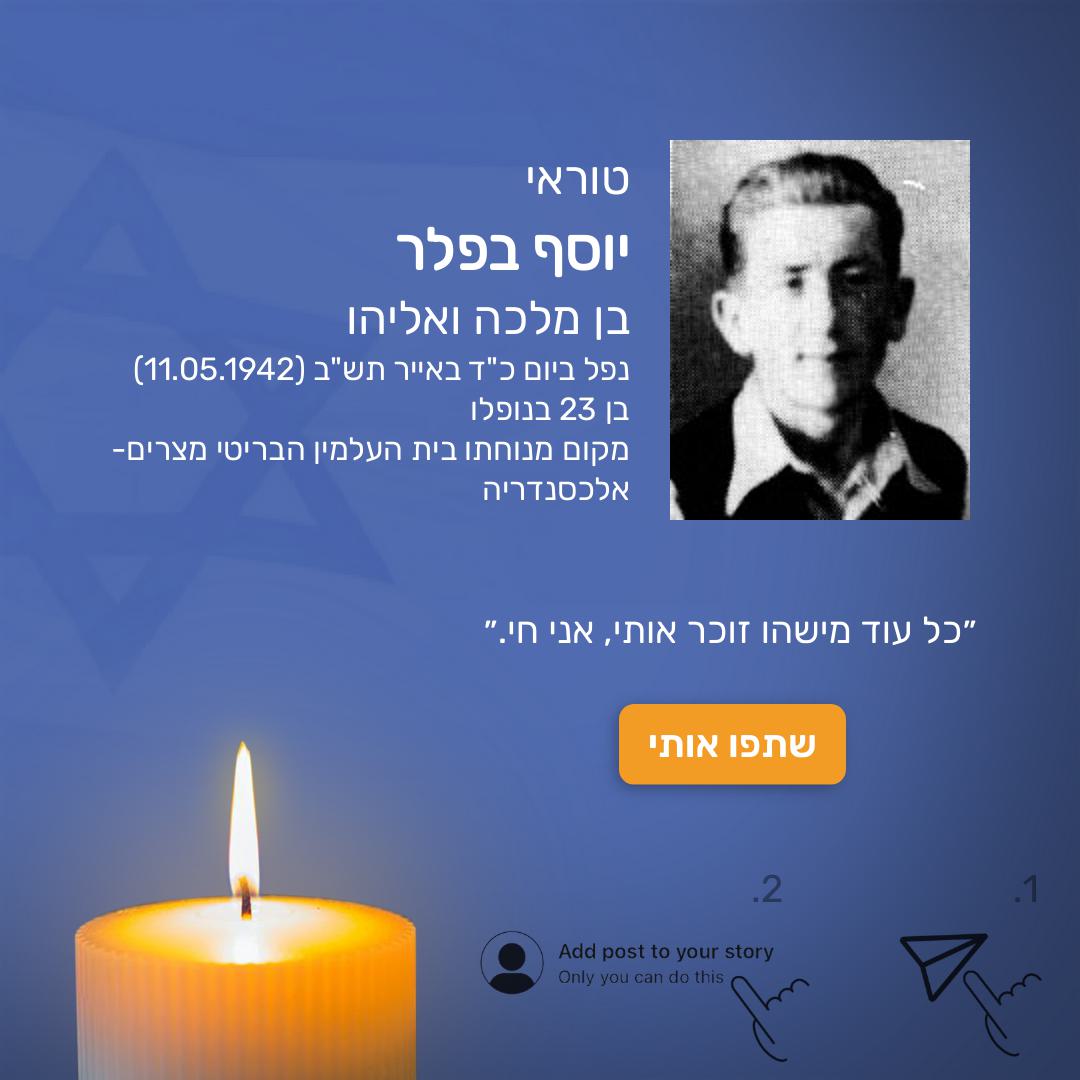 טוראי
יוסף בפלר
בן מלכה ואליהו
נפל ביום כ"ד באייר תש"ב (11.05.1942)
בן 23 בנופלו
מקום מנוחתו בית העלמין הבריטי מצרים-
אלכסנדריה
״כל עוד מישהו זוכר אותי, אני חי.״
שתפו אותי
1.
2.
Add post to your story
Only you can do this